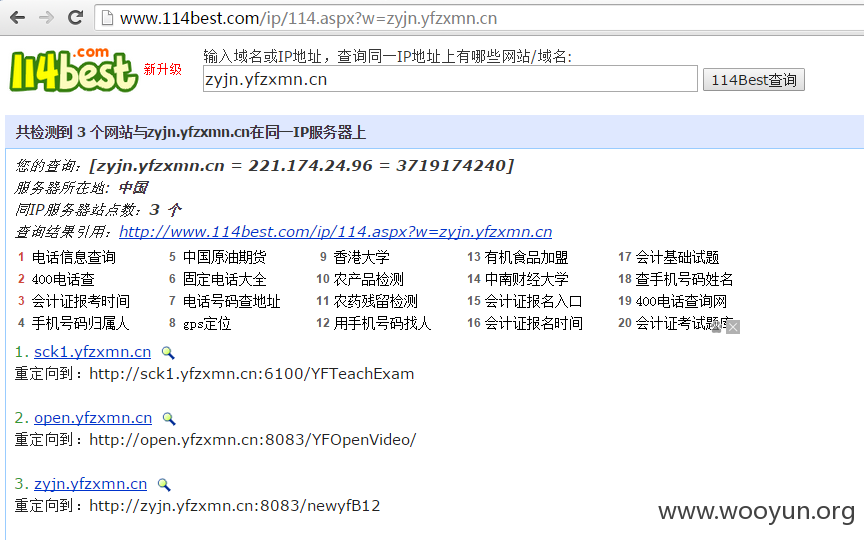 www.114best.com/ip/114.aspx?w=zyjn.yfzxmn.cn
114best.com 新升级
输入域名或IP地址，查询同一IP地址上有哪些网站/域名:
zyjn.yfzxmn.cn 114Best查询
共检测到 3 个网站与zyjn.yfzxmn.cn在同一IP服务器上
您的查询：[zyjn.yfzxmn.cn = 221.174.24.96 = 3719174240]
服务器所在地: 中国
同IP服务器站点数：3 个
查询结果引用：http://www.114best.com/ip/114.aspx?w=zyjn.yfzxmn.cn
1 电话信息查询 5 中国原油期货 9 香港大学 13 有机食品加盟 17 会计基础试题
2 400电话查 6 固定电话大全 10 农产品检测 14 中南财经大学 18 查手机号码姓名
3 会计证报考时间 7 电话号码查地址 11 农药残留检测 15 会计证报名入口 19 400电话查询网
4 手机号码归属人 8 gps定位 12 用手机号码找人 16 会计证报名时间 20 会计证考试题库
1. sck1.yfzxmn.cn
重定向到：http://sck1.yfzxmn.cn:6100/YFTeachExam
2. open.yfzxmn.cn
重定向到：http://open.yfzxmn.cn:8083/YFOpenVideo/
3. zyjn.yfzxmn.cn
重定向到：http://zyjn.yfzxmn.cn:8083/newyfB12
www.wooyun.org